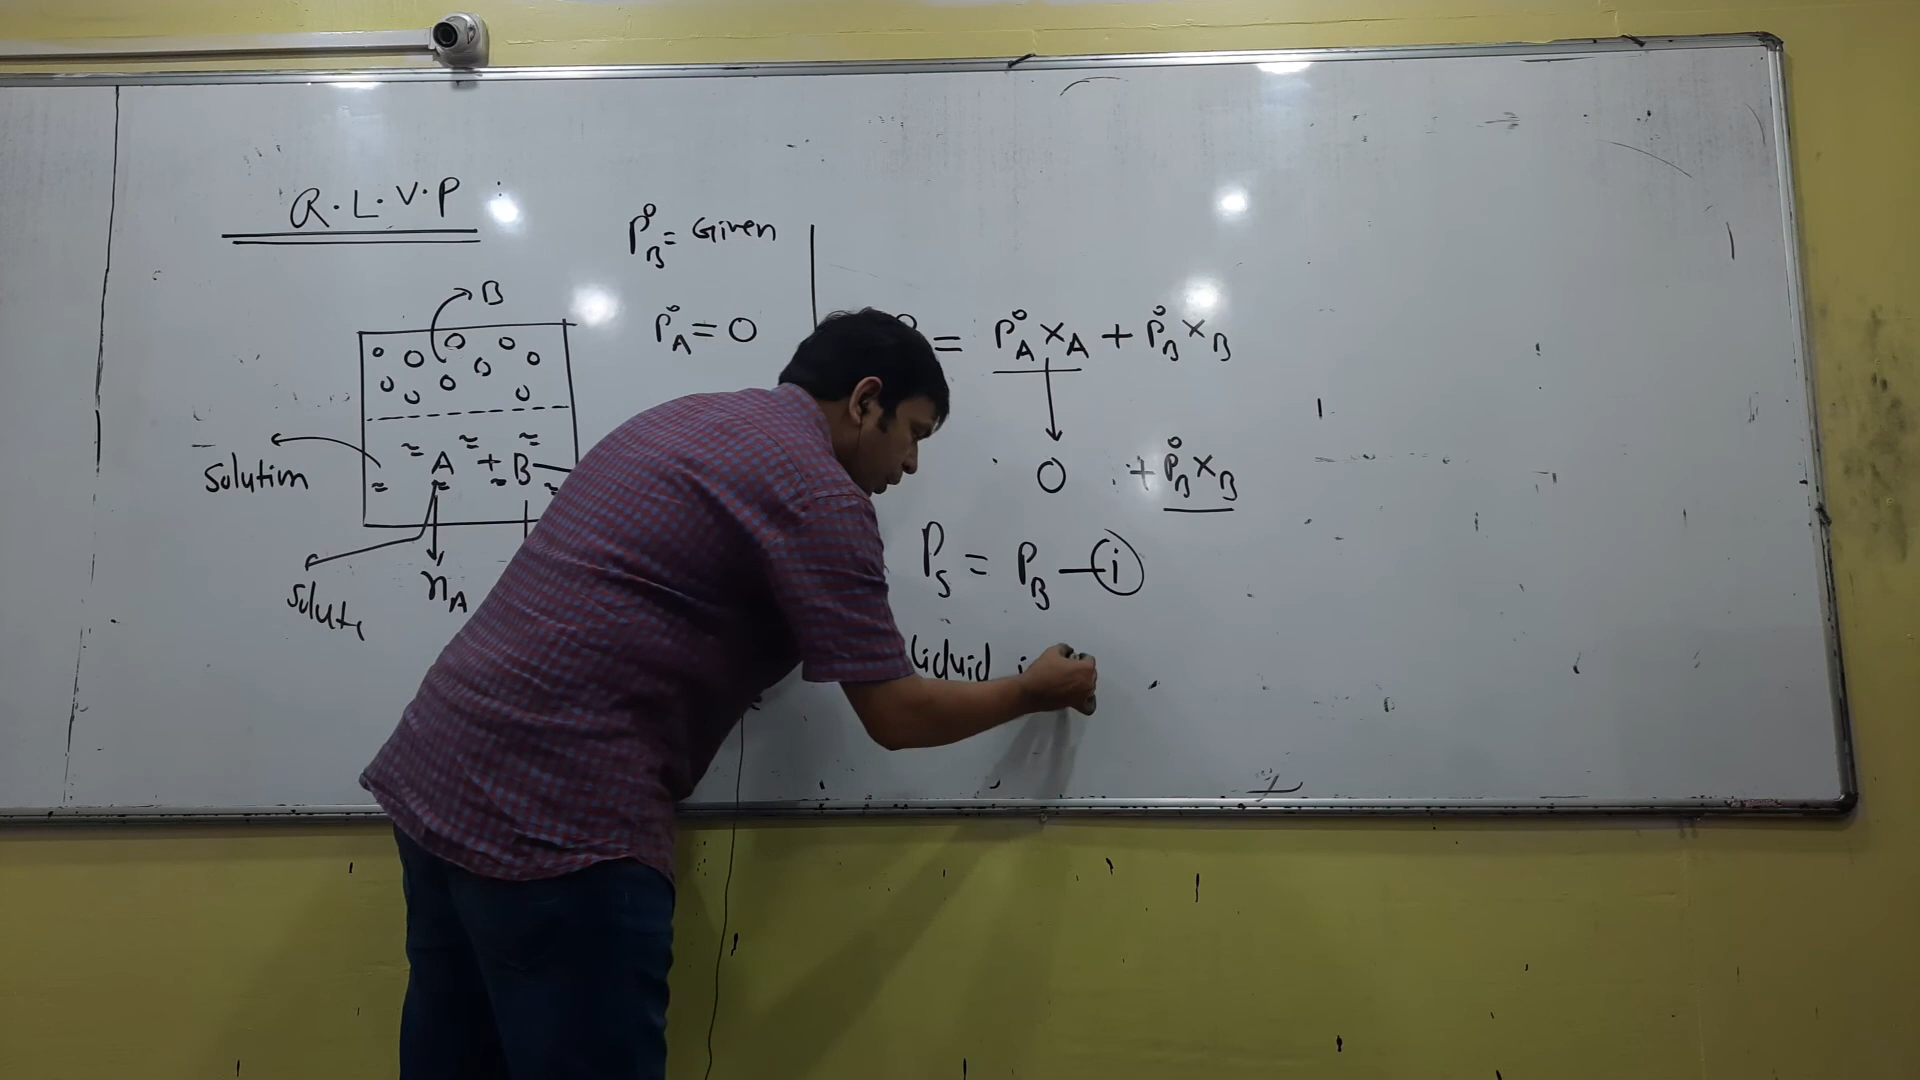 R.L.V.P
P°B = Given
P°A = 0
B
A + B
Solution
Solute
nA
= P°A XA + P°B XB
0 + P°B XB
PS = PB — (i)
liquid